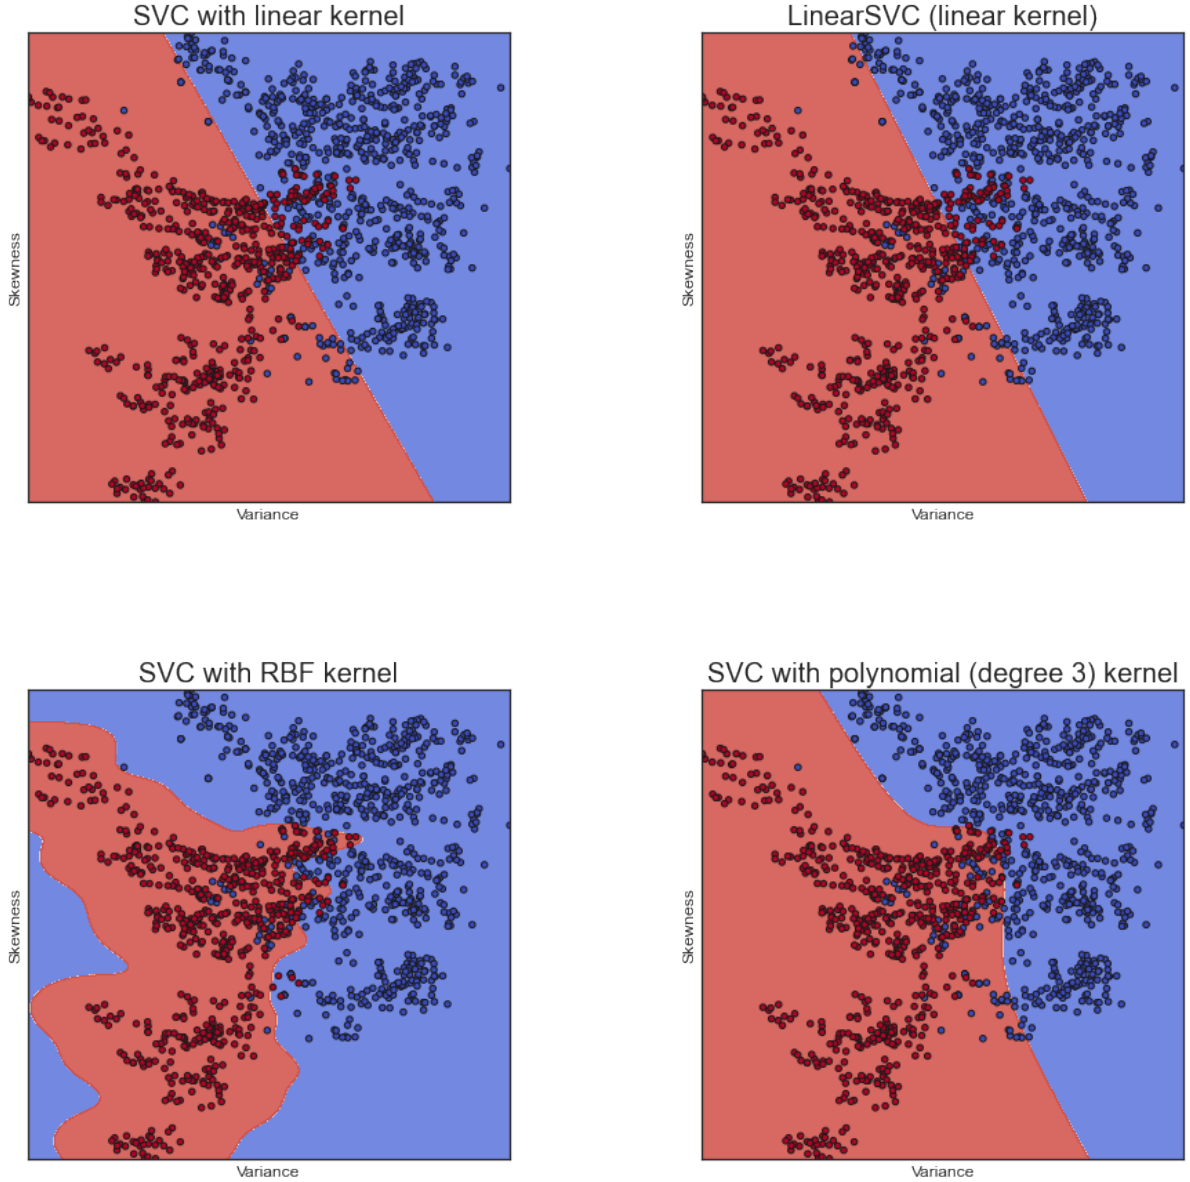 SVC with linear kernel
LinearSVC (linear kernel)
Skewness
Skewness
Variance
Variance
SVC with RBF kernel
SVC with polynomial (degree 3) kernel
Skewness
Skewness
Variance
Variance